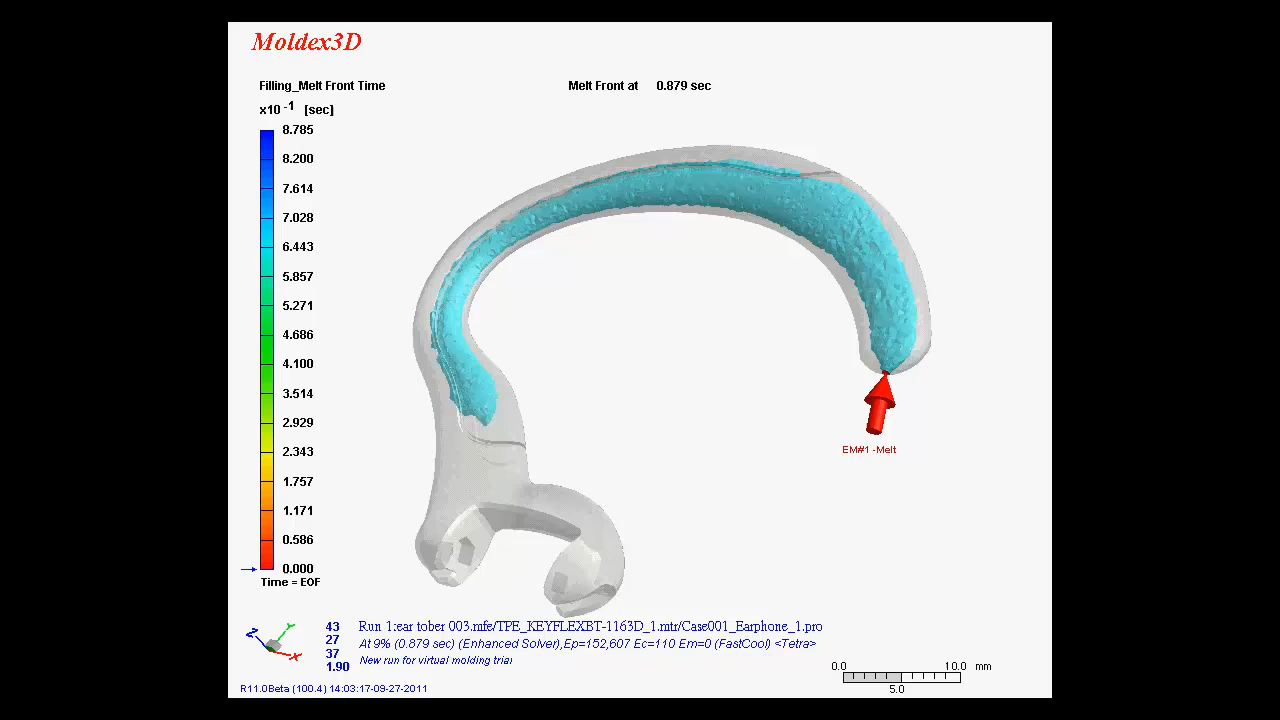 Moldex3D
Filling_Melt Front Time
Melt Front at 0.879 sec
x10 -1 [sec]
8.785
8.200
7.614
7.028
6.443
5.857
5.271
4.686
4.100
3.514
2.929
2.343
1.757
1.171
0.586
0.000
Time = EOF
EM#1 -Melt
Z
Y
X
43
27
37
1.90
Run 1:ear tober 003.mfe/TPE_KEYFLEXBT-1163D_1.mtr/Case001_Earphone_1.pro
At 9% (0.879 sec) (Enhanced Solver),Ep=152,607 Ec=110 Em=0 (FastCool) <Tetra>
New run for virtual molding trial
0.0 10.0 mm
5.0
R11.0Beta (100.4) 14:03:17-09-27-2011